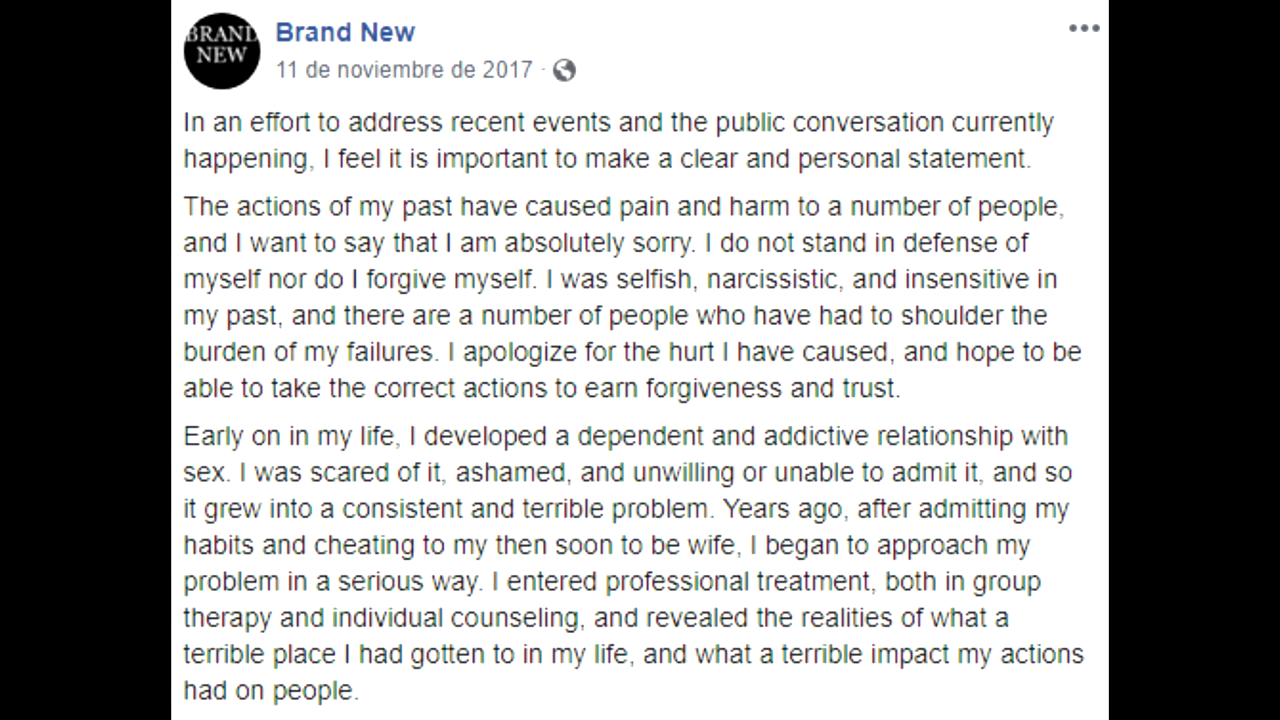 BRAND
NEW
Brand New
11 de noviembre de 2017 ·
In an effort to address recent events and the public conversation currently
happening, I feel it is important to make a clear and personal statement.
The actions of my past have caused pain and harm to a number of people,
and I want to say that I am absolutely sorry. I do not stand in defense of
myself nor do I forgive myself. I was selfish, narcissistic, and insensitive in
my past, and there are a number of people who have had to shoulder the
burden of my failures. I apologize for the hurt I have caused, and hope to be
able to take the correct actions to earn forgiveness and trust.
Early on in my life, I developed a dependent and addictive relationship with
sex. I was scared of it, ashamed, and unwilling or unable to admit it, and so
it grew into a consistent and terrible problem. Years ago, after admitting my
habits and cheating to my then soon to be wife, I began to approach my
problem in a serious way. I entered professional treatment, both in group
therapy and individual counseling, and revealed the realities of what a
terrible place I had gotten to in my life, and what a terrible impact my actions
had on people.